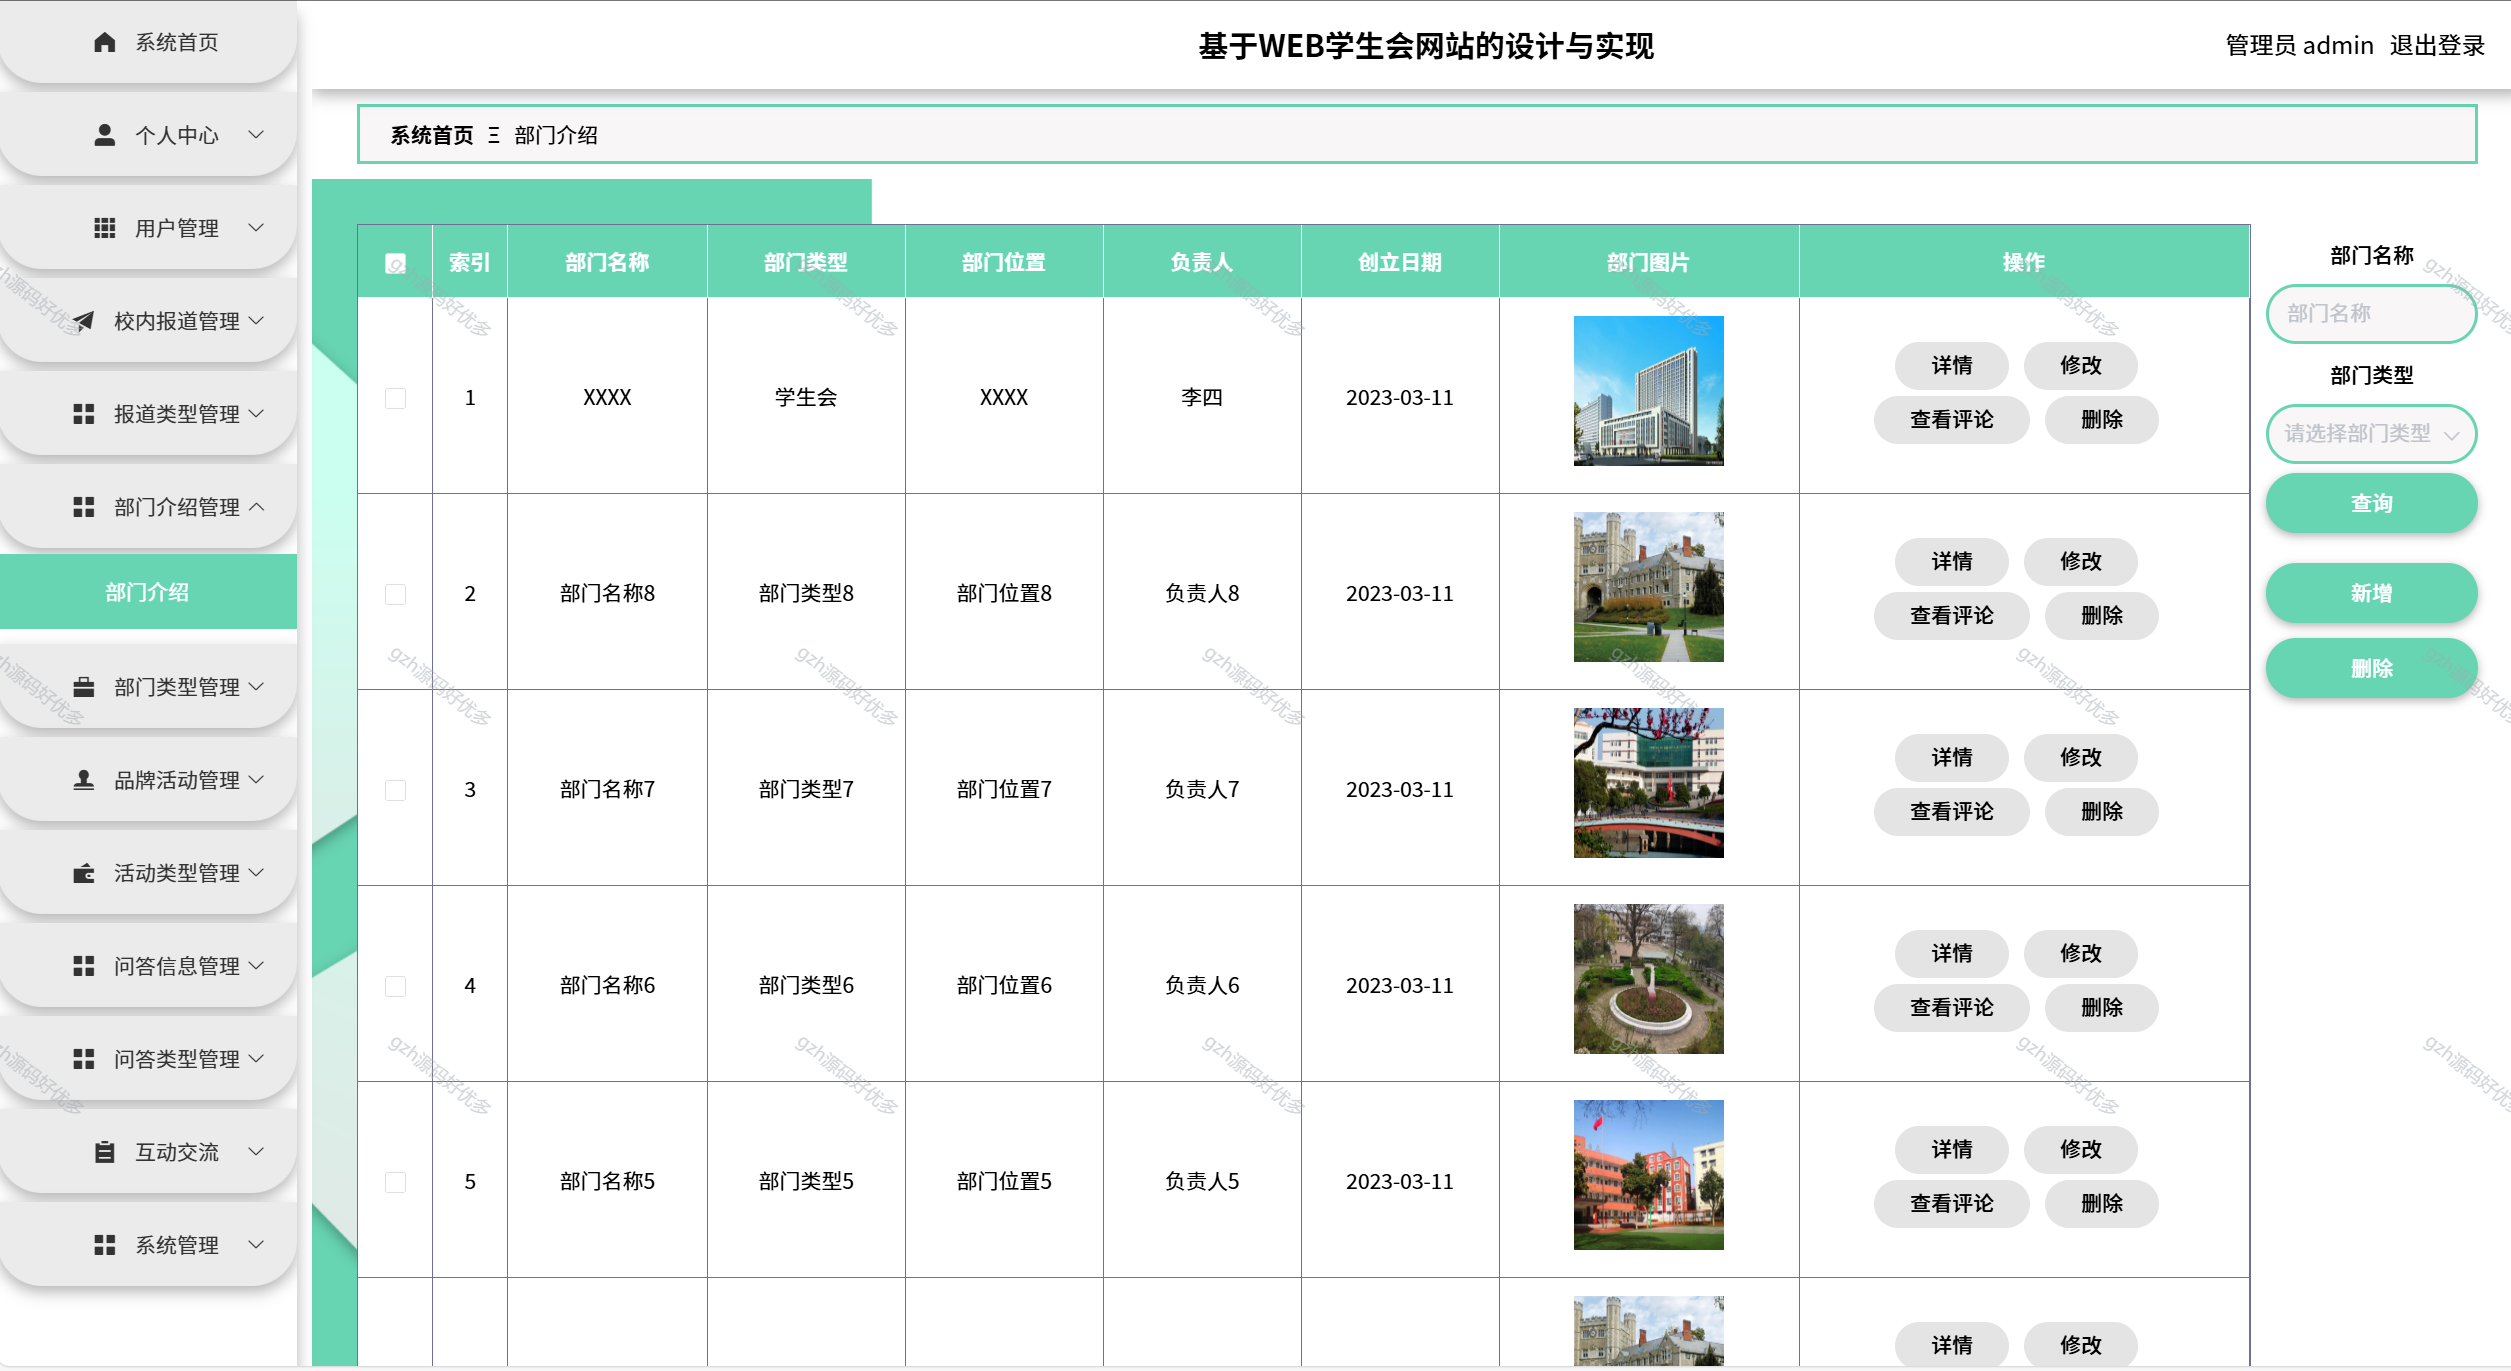 基于WEB学生会网站的设计与实现
管理员 admin 退出登录
系统首页
个人中心
用户管理
校内报道管理
报道类型管理
部门介绍管理
部门介绍
部门类型管理
品牌活动管理
活动类型管理
问答信息管理
问答类型管理
互动交流
系统管理
系统首页 Ξ 部门介绍
索引 部门名称 部门类型 部门位置 负责人 创立日期 部门图片 操作
1 XXXX 学生会 XXXX 李四 2023-03-11 详情 修改
查看评论 删除
2 部门名称8 部门类型8 部门位置8 负责人8 2023-03-11 详情 修改
查看评论 删除
3 部门名称7 部门类型7 部门位置7 负责人7 2023-03-11 详情 修改
查看评论 删除
4 部门名称6 部门类型6 部门位置6 负责人6 2023-03-11 详情 修改
查看评论 删除
5 部门名称5 部门类型5 部门位置5 负责人5 2023-03-11 详情 修改
查看评论 删除
详情 修改
部门名称
部门名称
部门类型
请选择部门类型
查询
新增
删除
gzh源码好优多